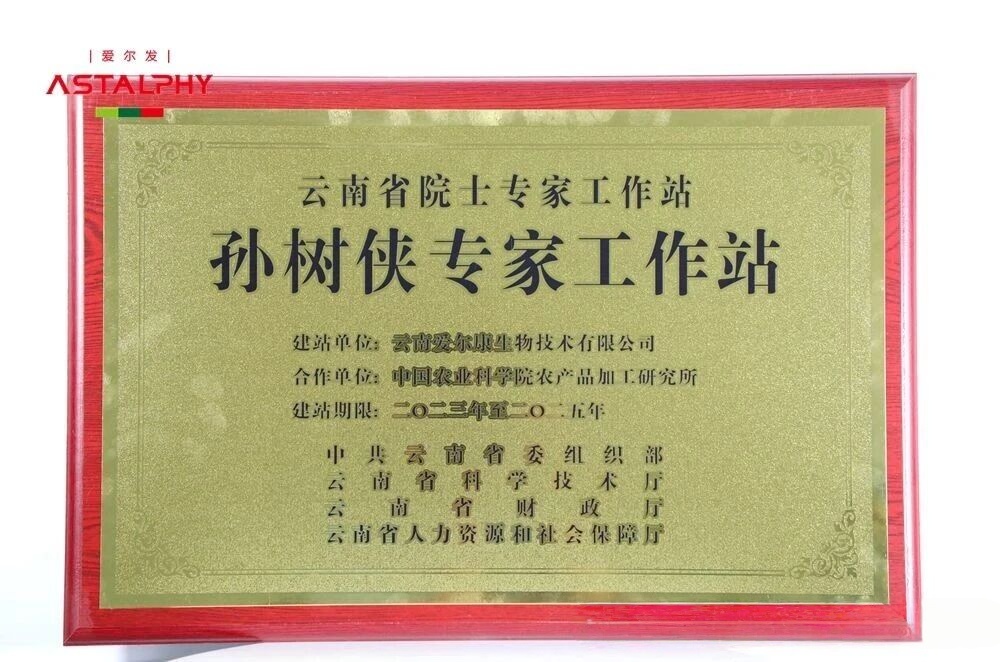 |爱尔发|
ASTALPHY
云南省院士专家工作站
孙树侠专家工作站
建站单位：云南爱尔康生物技术有限公司
合作单位：中国农业科学院农产品加工研究所
建站期限：二〇二三年至二〇二五年
中共云南省委组织部
云南省科学技术厅
云南省财政厅
云南省人力资源和社会保障厅